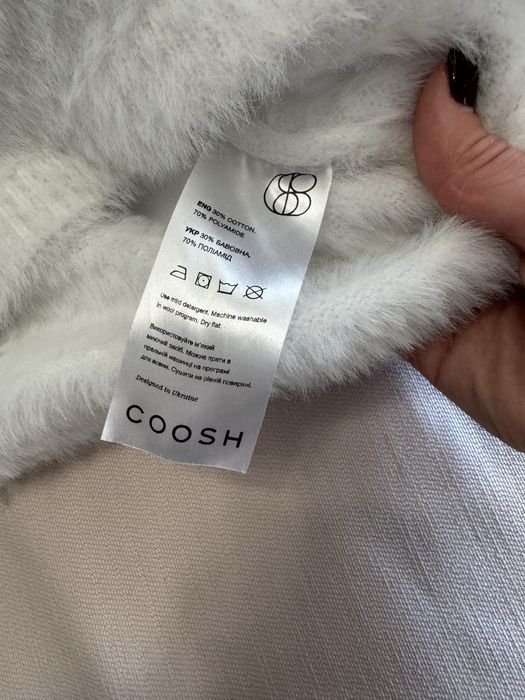 ENG 30% COTTON,
70% POLYAMIDE
УКР 30% БАВОВНА,
70% ПОЛІАМІД
Use mild detergent. Machine washable
in wool program. Dry flat.
Використовуйте м'який
миючий засіб. Можна прати в
пральній машинці на програмі
для вовни. Сушити на рівній поверхні.
Designed in Ukraine
COOSH